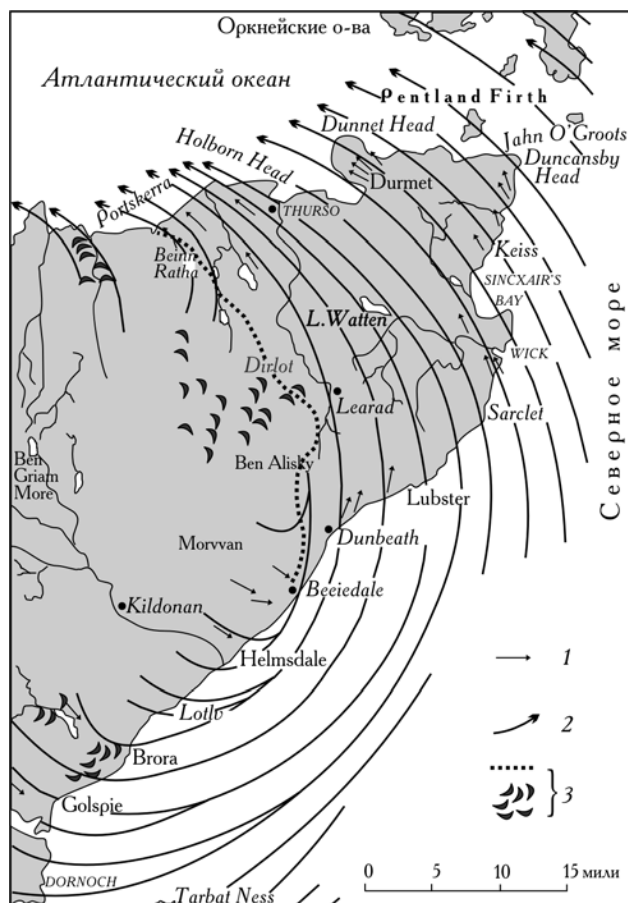 Оркнейские о-ва
Атлантический океан
Pentland Firth
Dunnet Head
Jahn O'Groots
Duncansby
Head
Holborn Head
Durmet
Portskerra
THURSO
Keiss
Beinn
Ratha
SINCXAIR'S
BAY
L.Watten
WICK
Северное море
Dirlot
Learad
Sarclet
Ben
Griam
More
Ben Alisky
Lubster
Morvvan
Dunbeath
Beeiedale
Kildonan
Helmsdale
1
Lotlv
2
Brora
3
Golspie
0 5 10 15 мили
DORNOCH
Tarbat Ness